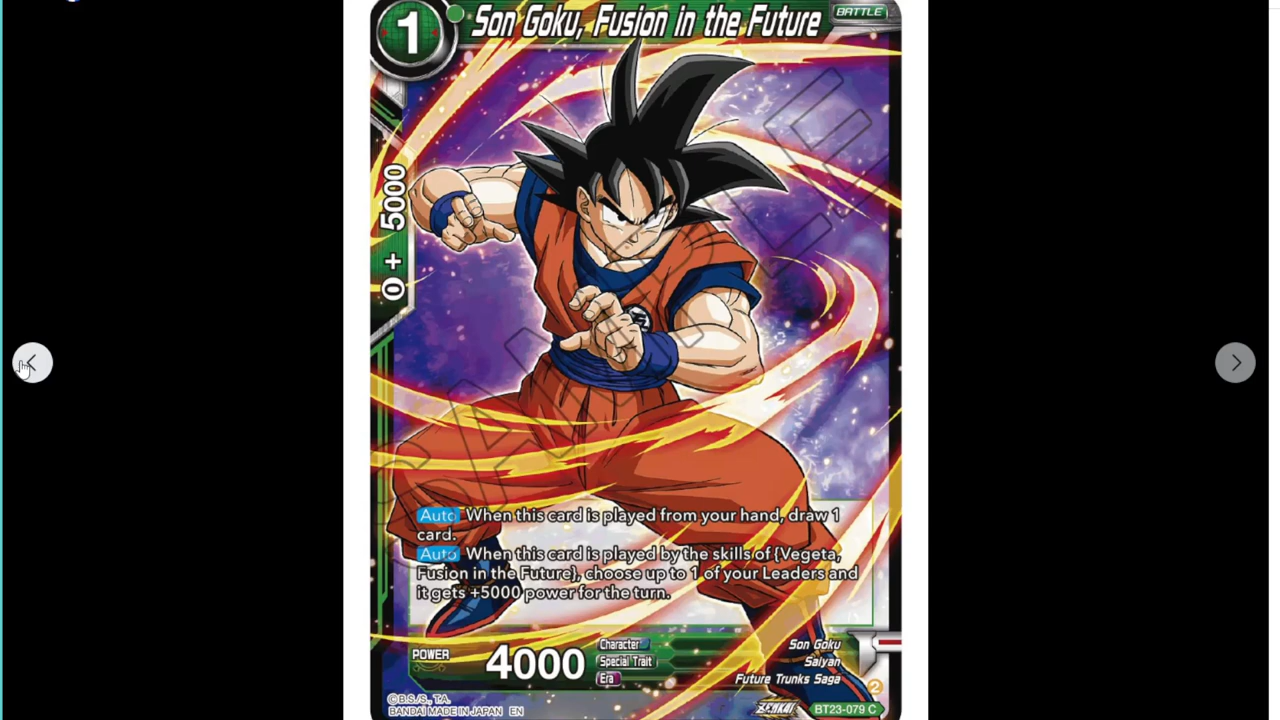 1
Son Goku, Fusion in the Future
BATTLE
0 + 5000
SAMPLE
Auto When this card is played from your hand, draw 1
card.
Auto When this card is played by the skills of {Vegeta,
Fusion in the Future}, choose up to 1 of your Leaders and
it gets +5000 power for the turn.
POWER
4000
Character Son Goku
Special Trait Saiyan
Era Future Trunks Saga
2
©B.S./S., T.A.
BANDAI MADE IN JAPAN EN
ZENKAI
BT23-079 C